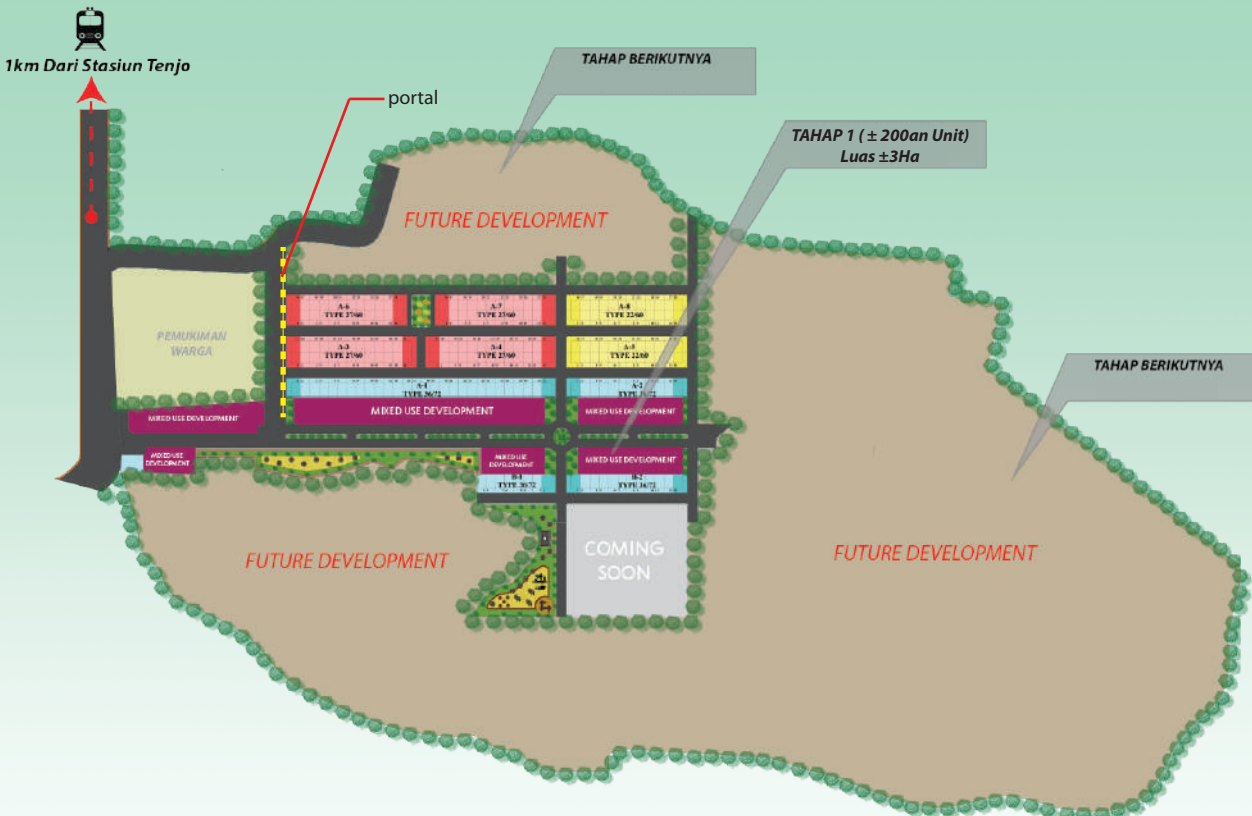 1km Dari Stasiun Tenjo
portal
TAHAP BERIKUTNYA
TAHAP 1 ( ± 200an Unit)
Luas ±3Ha
FUTURE DEVELOPMENT
PEMUKIMAN
WARGA
A-6
TYPE 27/60
A-7
TYPE 27/60
A-8
TYPE 22/60
A-3
TYPE 27/60
A-4
TYPE 27/60
A-5
TYPE 22/60
TAHAP BERIKUTNYA
A-1
TYPE 36/72
A-2
MIXED USE DEVELOPMENT
MIXED USE DEVELOPMENT
MIXED USE DEVELOPMENT
MIXED USE
DEVELOPMENT
MIXED USE
DEVELOPMENT
MIXED USE DEVELOPMENT
B-1
TYPE 36/72
B-2
TYPE 36/72
COMING
SOON
FUTURE DEVELOPMENT
FUTURE DEVELOPMENT